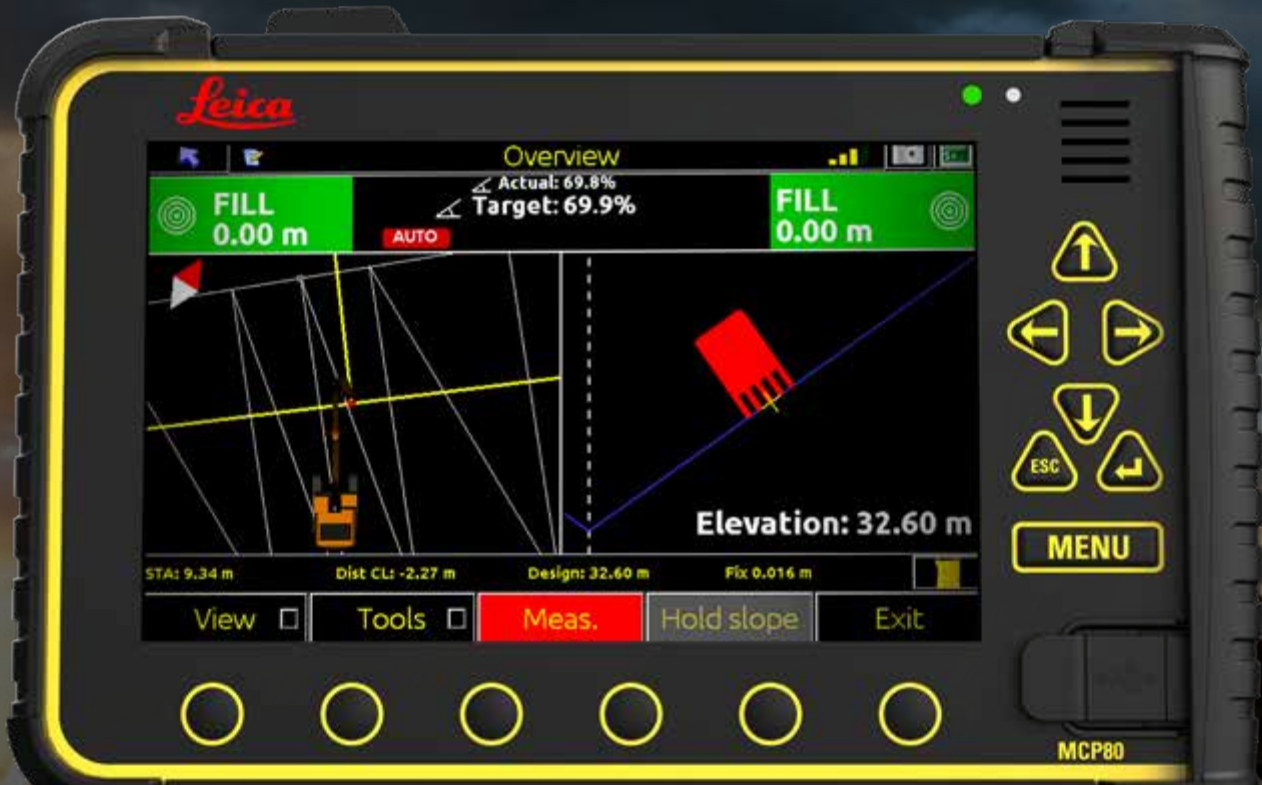 Leica
Overview
FILL
0.00 m
Actual: 69.8%
Target: 69.9%
AUTO
FILL
0.00 m
Elevation: 32.60 m
STA: 9.34 m
Dist CL: -2.27 m
Design: 32.60 m
Fix 0.016 m
View
Tools
Meas.
Hold slope
Exit
ESC
MENU
MCP80